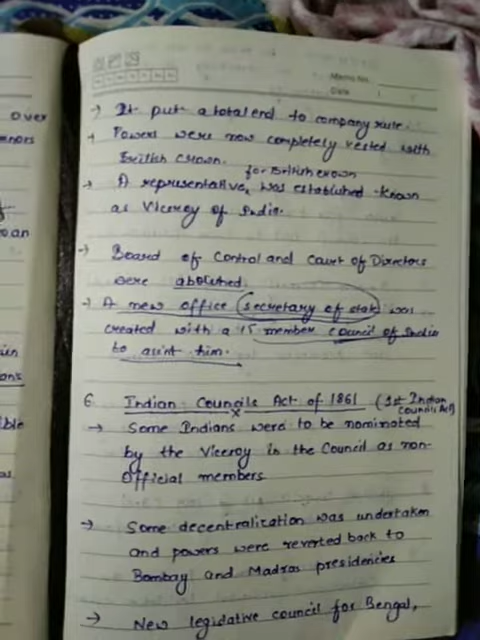 Memo No.
Date
→ It put a total end to company rule.
→ Powers were now completely vested with
British crown.
for British crown
→ A representative, was established known
as Viceroy of India.
→ Board of Control and Court of Directors
were abolished.
→ A new office (secretary of state) was
created with a 15 member council of India
to assist him.
6. Indian Councils Act of 1861 (1st Indian
Councils Act)
→ Some Indians were to be nominated
by the Viceroy in the Council as non-
Official members
→ Some decentralization was undertaken
and powers were reverted back to
Bombay and Madras presidencies
→ New legislative council for Bengal,
over